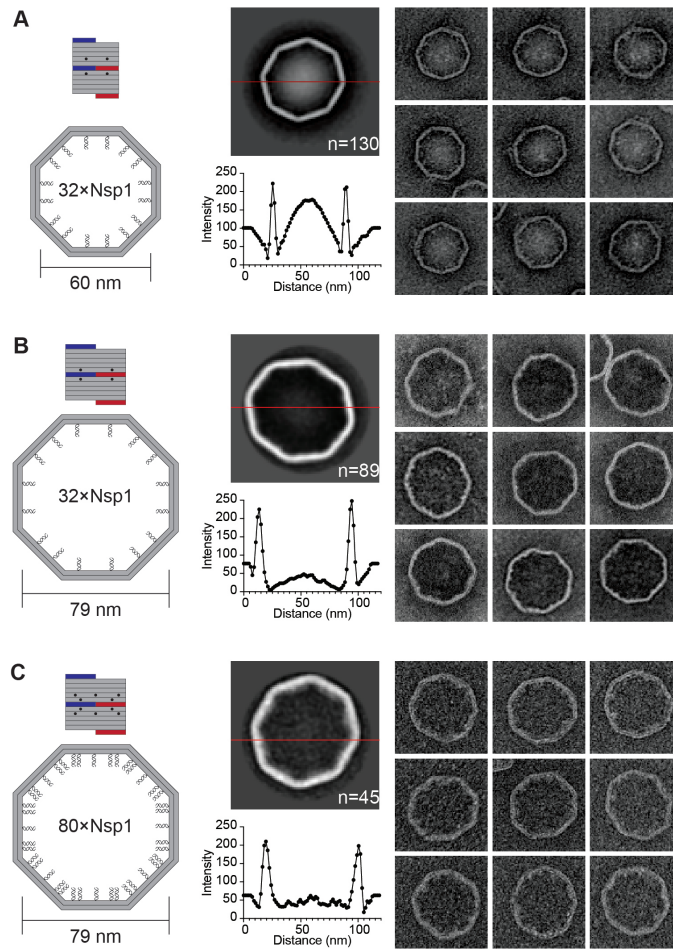 A
32×Nsp1
60 nm
n=130
Intensity
250
200
150
100
50
0
0 50 100
Distance (nm)
B
32×Nsp1
79 nm
n=89
Intensity
250
200
150
100
50
0
0 50 100
Distance (nm)
C
80×Nsp1
79 nm
n=45
Intensity
250
200
150
100
50
0
0 50 100
Distance (nm)